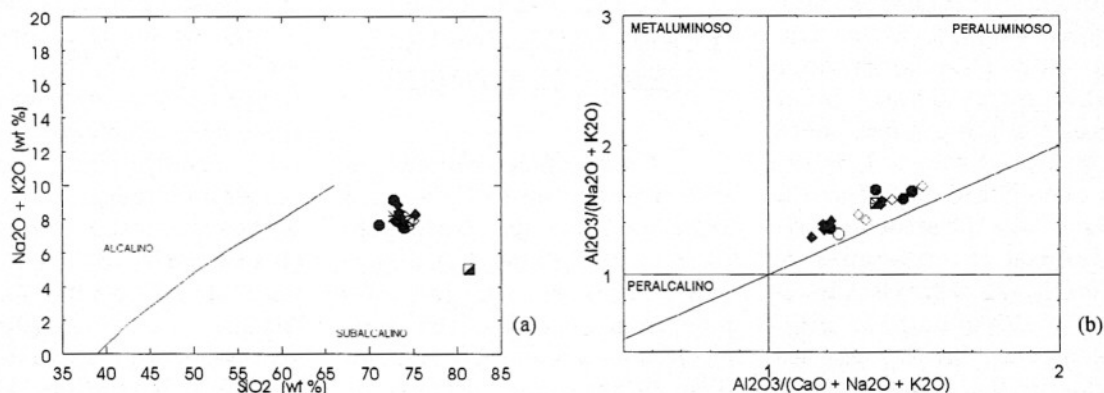 20
18
16
14
12
10
8
6
4
2
0
Na2O + K2O (wt %)
ALCALINO
SUBALCALINO
35 40 45 50 55 60 65 70 75 80 85
SiO2 (wt %)
(a)
3
2
1
Al2O3/(Na2O + K2O)
METALUMINOSO
PERALUMINOSO
PERALCALINO
1 2
Al2O3/(CaO + Na2O + K2O)
(b)